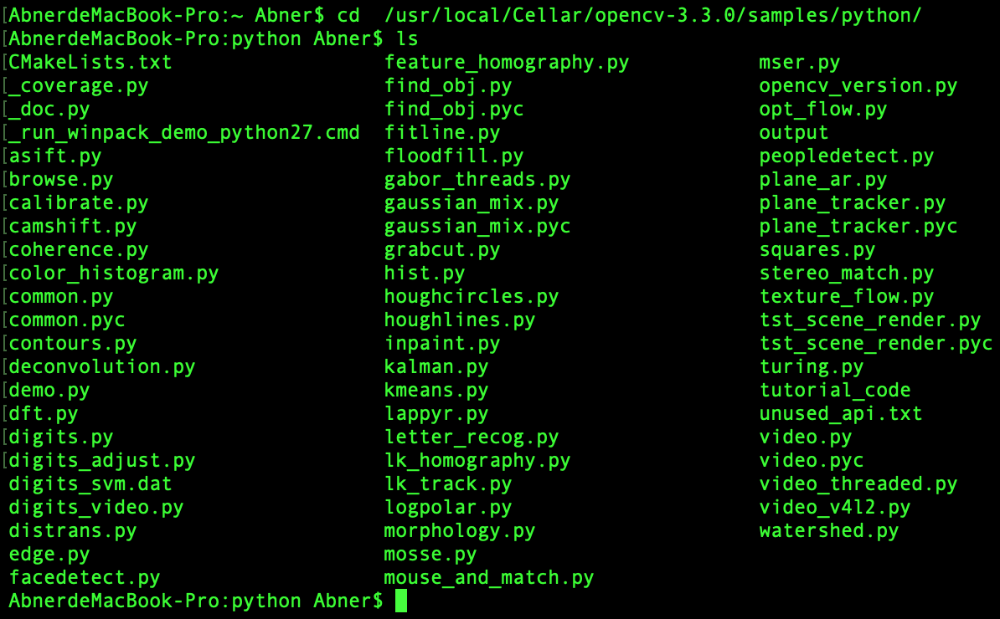 [AbnerdeMacBook-Pro:~ Abner$ cd  /usr/local/Cellar/opencv-3.3.0/samples/python/
[AbnerdeMacBook-Pro:python Abner$ ls
[CMakeLists.txt feature_homography.py mser.py
[_coverage.py find_obj.py opencv_version.py
[_doc.py find_obj.pyc opt_flow.py
[_run_winpack_demo_python27.cmd fitline.py output
[asift.py floodfill.py peopledetect.py
[browse.py gabor_threads.py plane_ar.py
[calibrate.py gaussian_mix.py plane_tracker.py
[camshift.py gaussian_mix.pyc plane_tracker.pyc
[coherence.py grabcut.py squares.py
[color_histogram.py hist.py stereo_match.py
[common.py houghcircles.py texture_flow.py
[common.pyc houghlines.py tst_scene_render.py
[contours.py inpaint.py tst_scene_render.pyc
[deconvolution.py kalman.py turing.py
[demo.py kmeans.py tutorial_code
[dft.py lappyr.py unused_api.txt
[digits.py letter_recog.py video.py
[digits_adjust.py lk_homography.py video.pyc
digits_svm.dat lk_track.py video_threaded.py
digits_video.py logpolar.py video_v4l2.py
distrans.py morphology.py watershed.py
edge.py mosse.py
facedetect.py mouse_and_match.py
AbnerdeMacBook-Pro:python Abner$